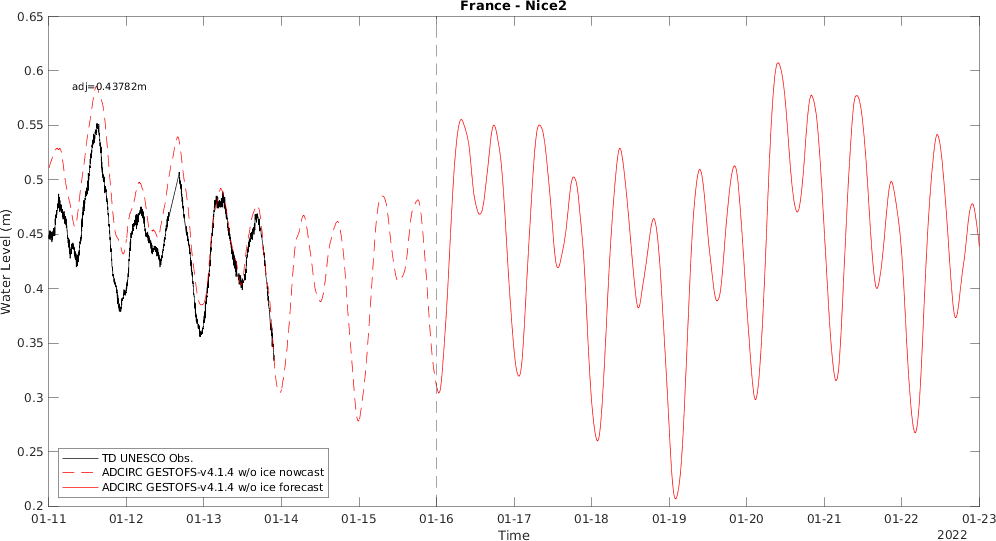 France - Nice2
0.65
0.6
0.55
0.5
0.45
0.4
0.35
0.3
0.25
0.2
Water Level (m)
adj=0.43782m
TD UNESCO Obs.
ADCIRC GESTOFS-v4.1.4 w/o ice nowcast
ADCIRC GESTOFS-v4.1.4 w/o ice forecast
01-11 01-12 01-13 01-14 01-15 01-16 01-17 01-18 01-19 01-20 01-21 01-22 01-23
Time
2022